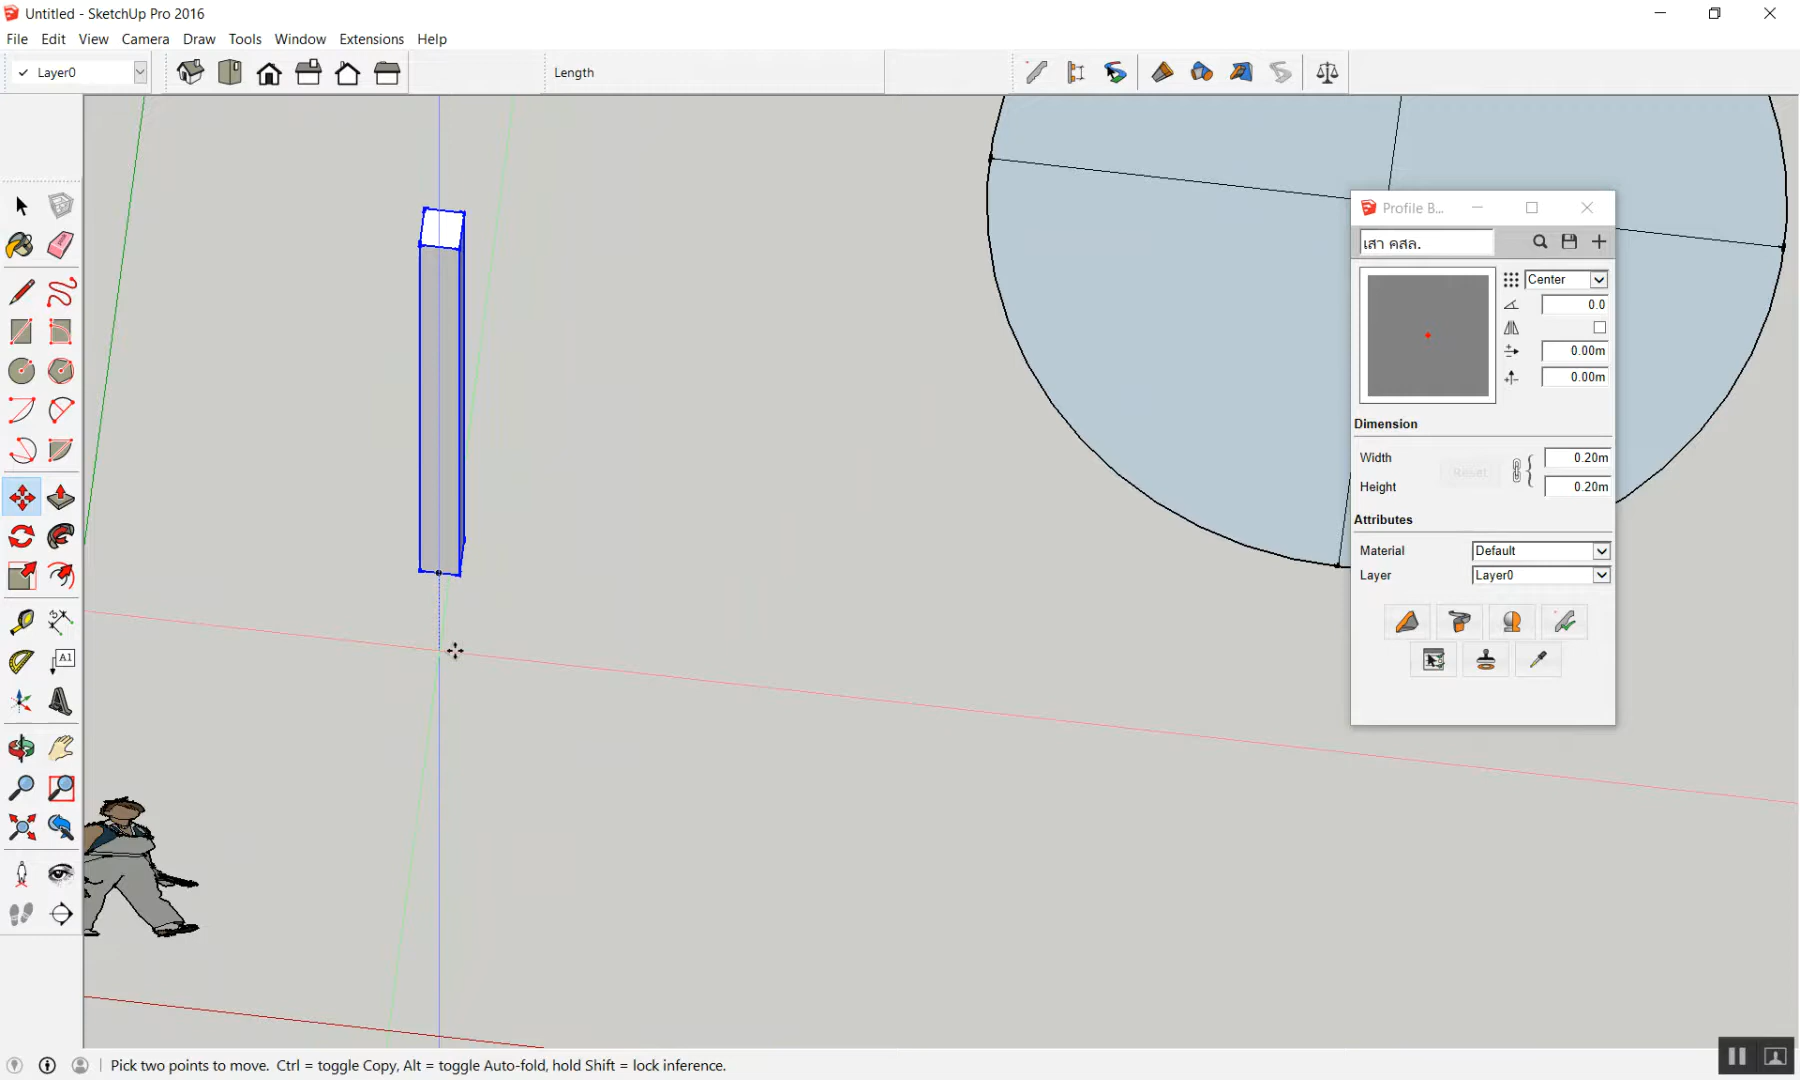 Untitled - SketchUp Pro 2016
File Edit View Camera Draw Tools Window Extensions Help
Layer0
Length
Profile B...
เสา คสล.
Center
0.0
0.00m
0.00m
Dimension
Width 0.20m
Reset
Height 0.20m
Attributes
Material Default
Layer Layer0
A1
Pick two points to move. Ctrl = toggle Copy, Alt = toggle Auto-fold, hold Shift = lock inference.